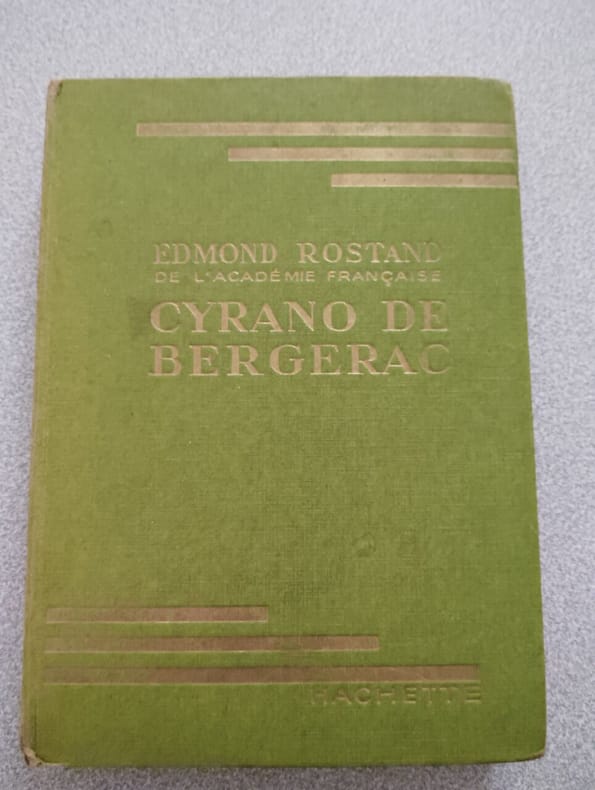 EDMOND ROSTAND
DE L'ACADÉMIE FRANÇAISE
CYRANO DE
BERGERAC
HACHETTE